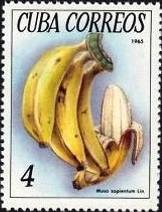 CUBA CORREOS
1965
4
Musa sapientum Lin.